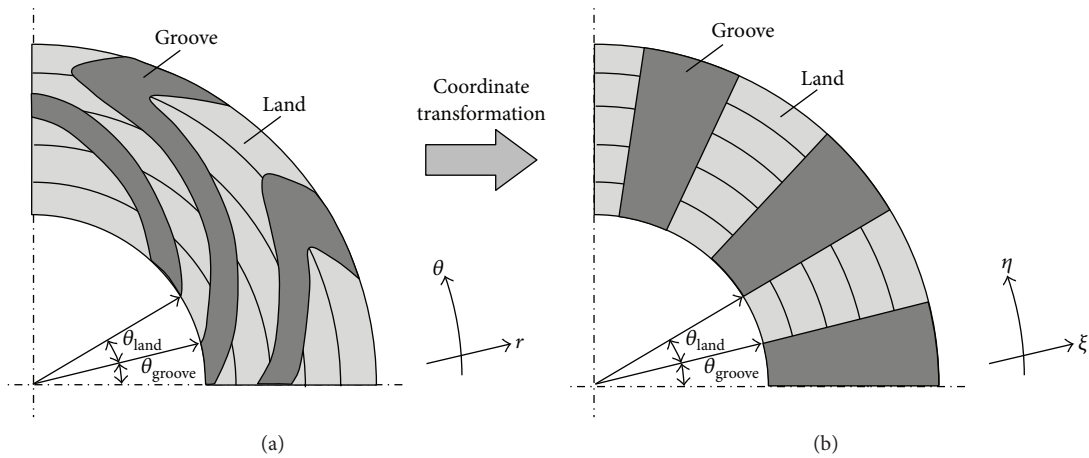 Groove
Land
θ
r
θland
θgroove
(a)
Coordinate
transformation
Groove
Land
η
ξ
θland
θgroove
(b)